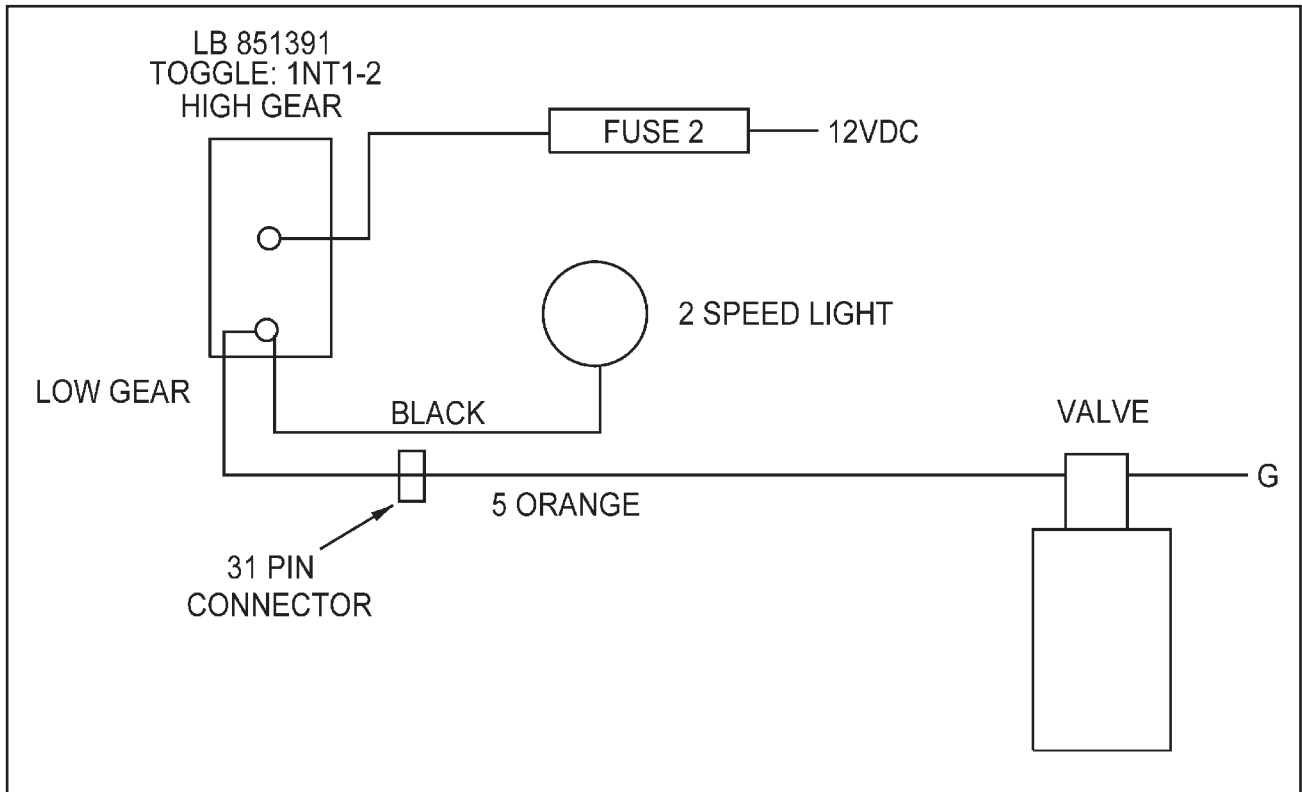 LB 851391
TOGGLE: 1NT1-2
HIGH GEAR
FUSE 2
12VDC
2 SPEED LIGHT
LOW GEAR
BLACK
VALVE
G
5 ORANGE
31 PIN
CONNECTOR